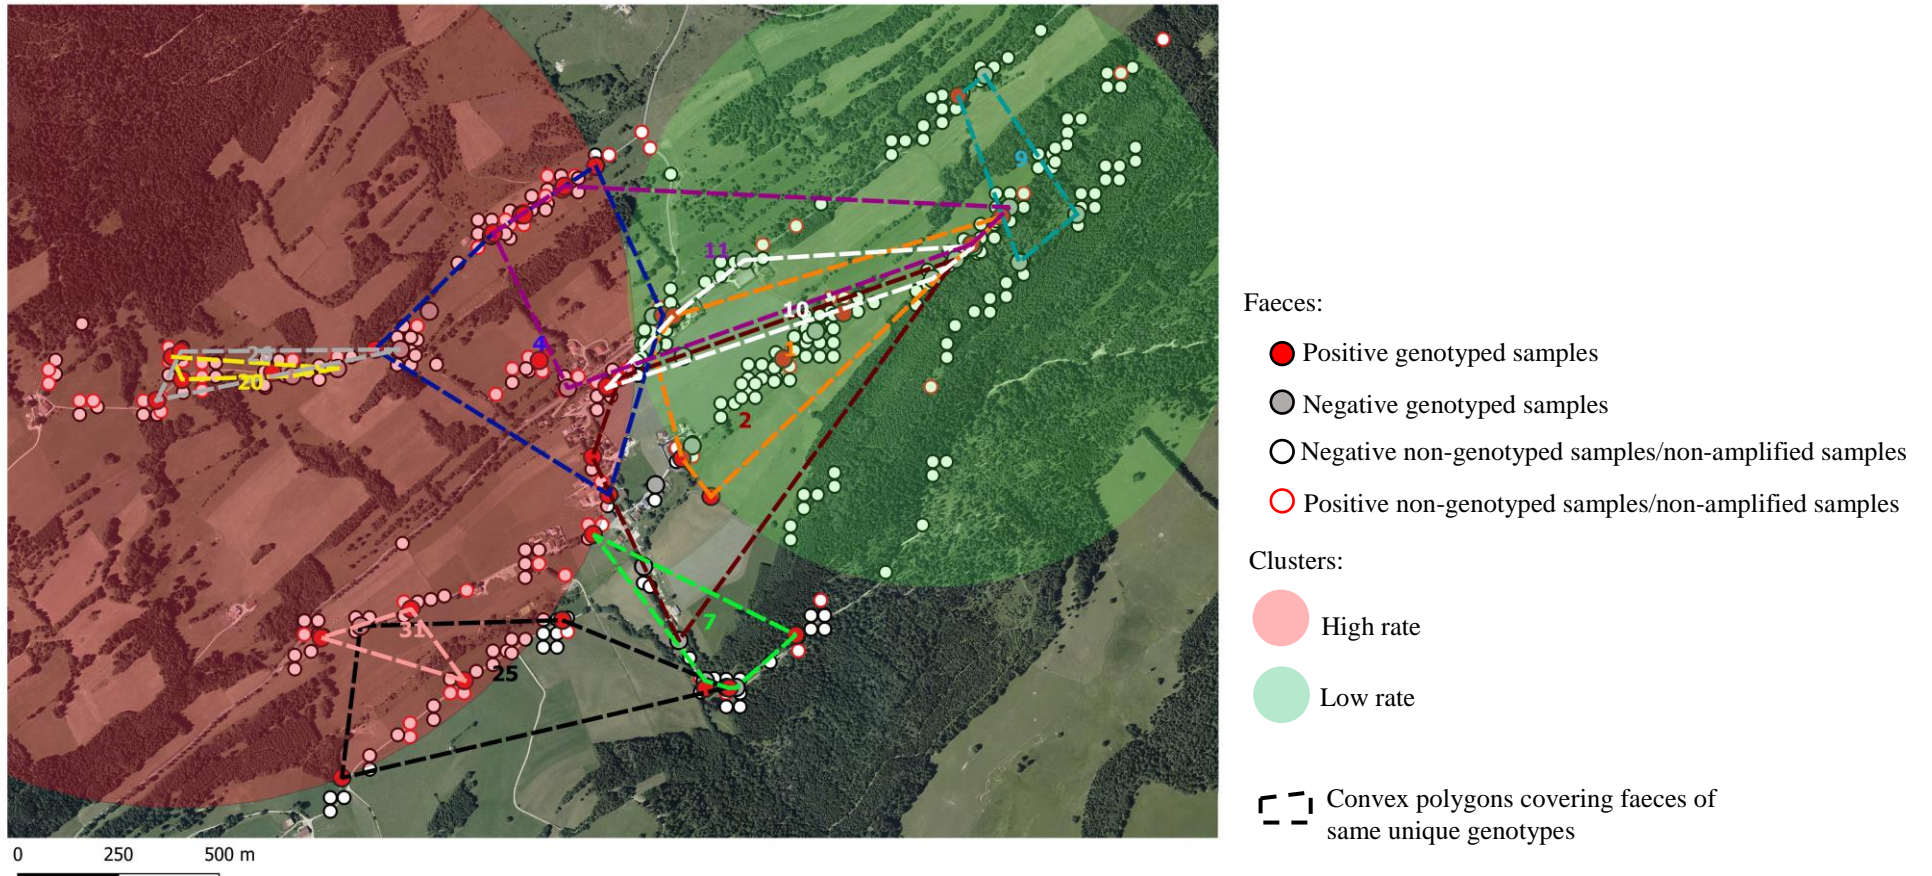 9
11
10
4
1
26
20
2
7
31
25
0 250 500 m
Faeces:
Positive genotyped samples
Negative genotyped samples
Negative non-genotyped samples/non-amplified samples
Positive non-genotyped samples/non-amplified samples
Clusters:
High rate
Low rate
Convex polygons covering faeces of
same unique genotypes